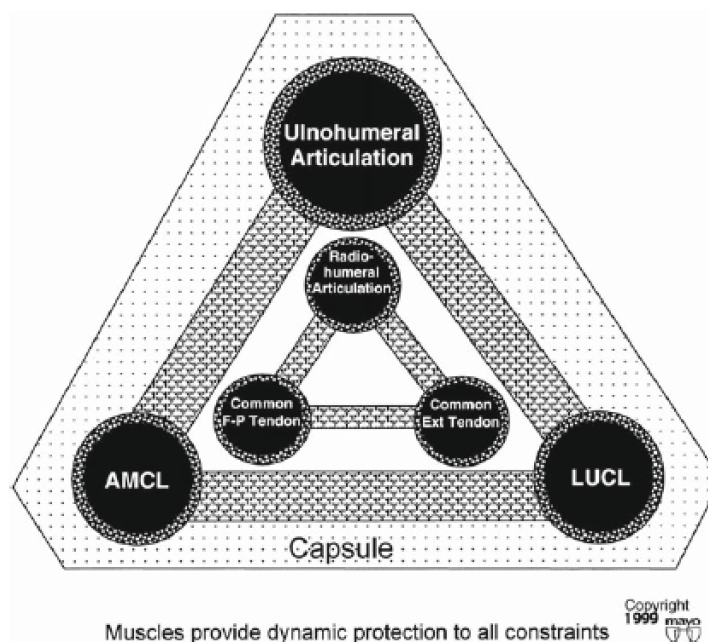 Ulnohumeral
Articulation
Radio-
humeral
Articulation
Common
F-P Tendon
Common
Ext Tendon
AMCL
LUCL
Capsule
Copyright
1999 mayo
Muscles provide dynamic protection to all constraints